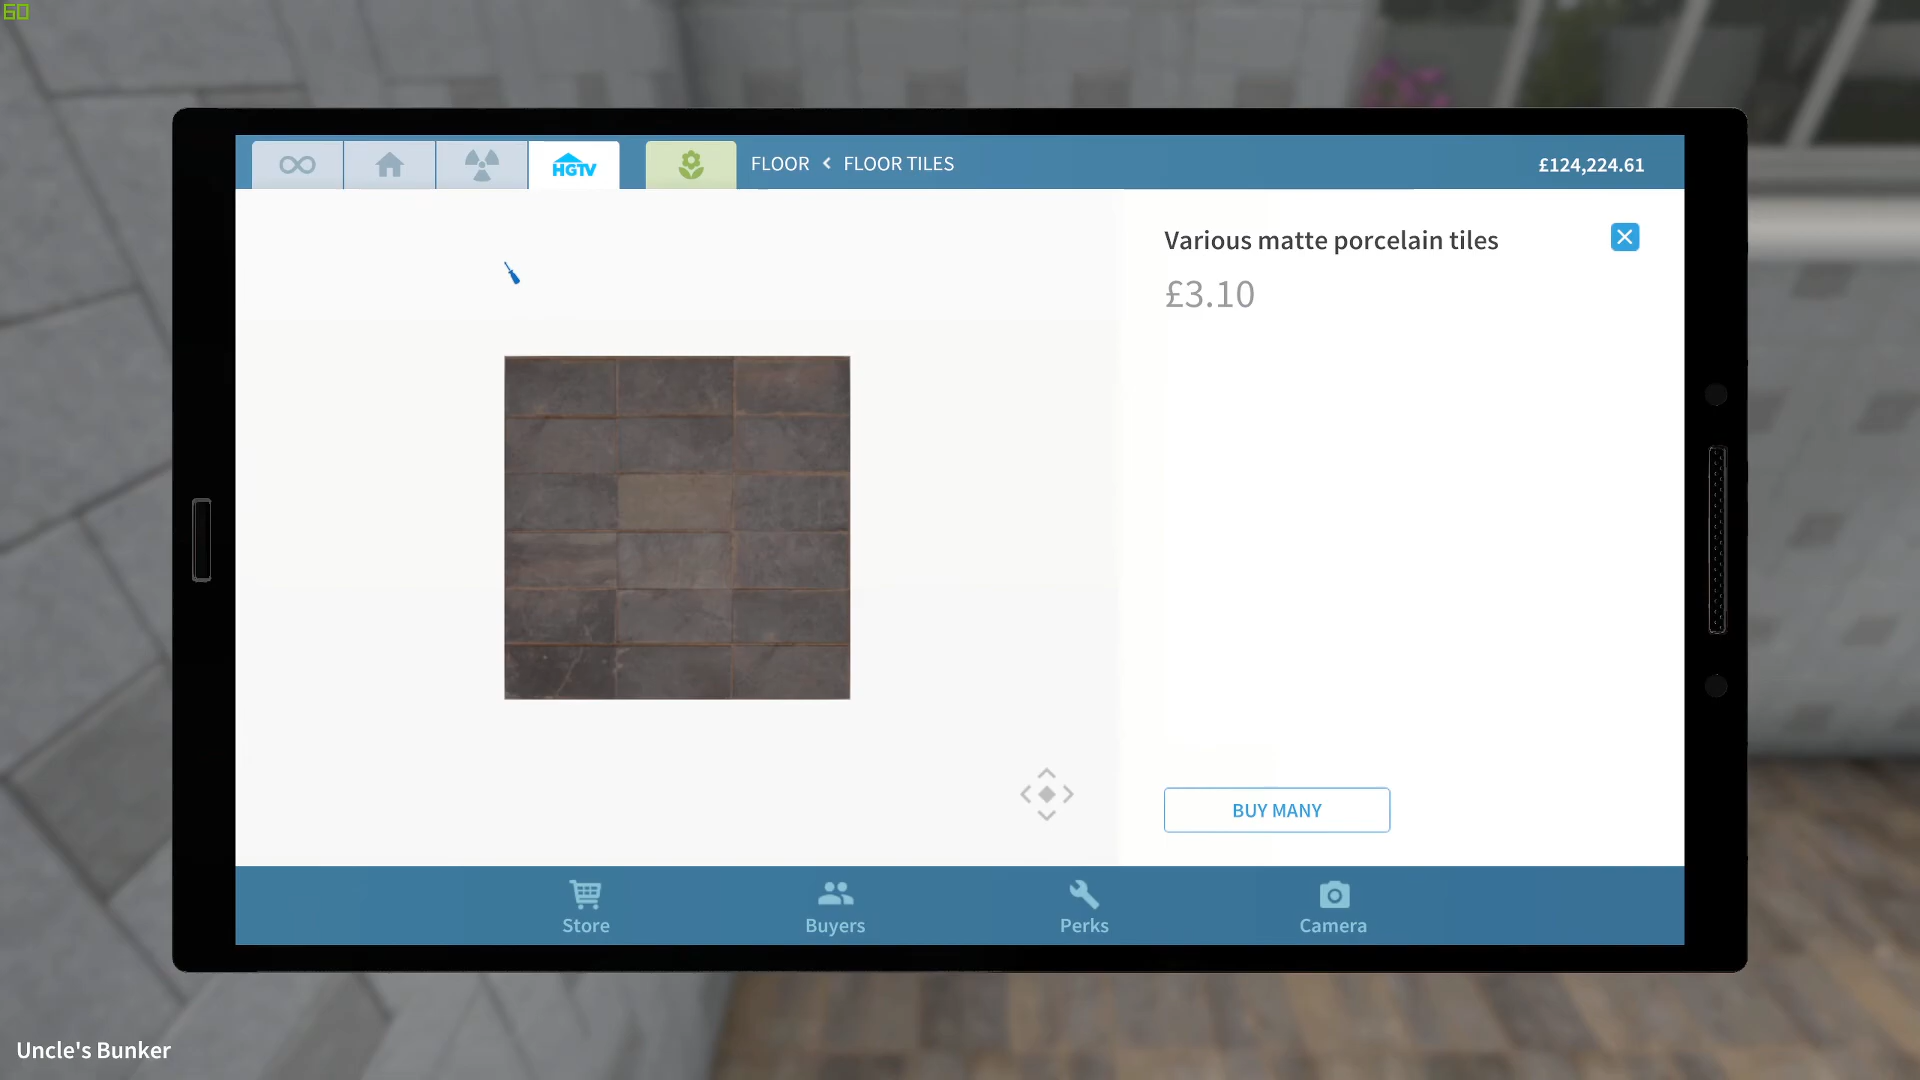 60
HGTV
FLOOR < FLOOR TILES
£124,224.61
Various matte porcelain tiles
£3.10
BUY MANY
Store
Buyers
Perks
Camera
Uncle's Bunker